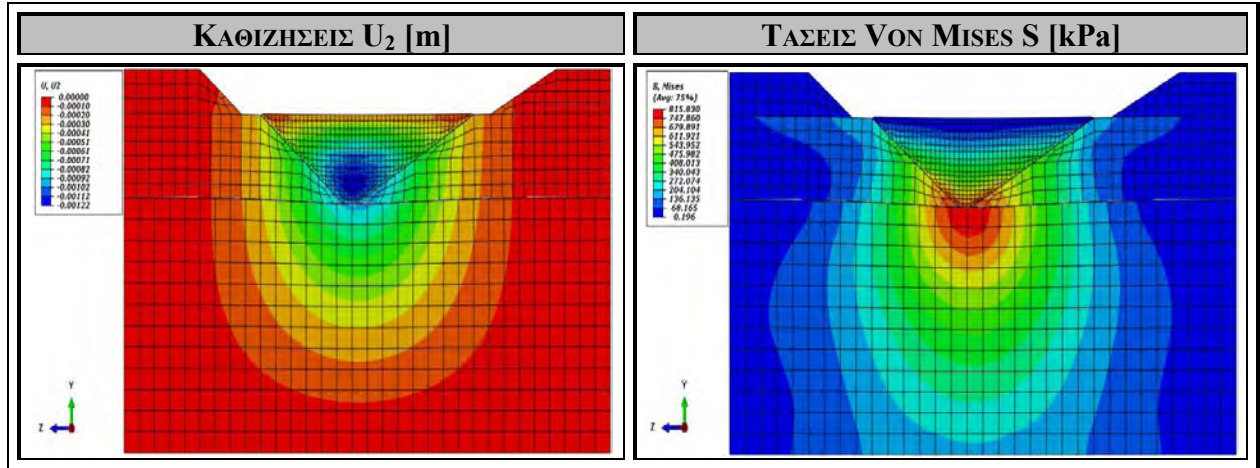 ΚΑΘΙΖΗΣΕΙΣ U2 [m]
ΤΑΣΕΙΣ VON MISES S [kPa]
U, U2
0.00000
-0.00010
-0.00020
-0.00030
-0.00041
-0.00051
-0.00061
-0.00071
-0.00082
-0.00092
-0.00102
-0.00112
-0.00122
Y
Z
S, Mises
(Avg: 75%)
815.830
747.860
679.891
611.921
543.952
475.982
408.013
340.043
272.074
204.104
136.135
68.165
0.196
Y
Z